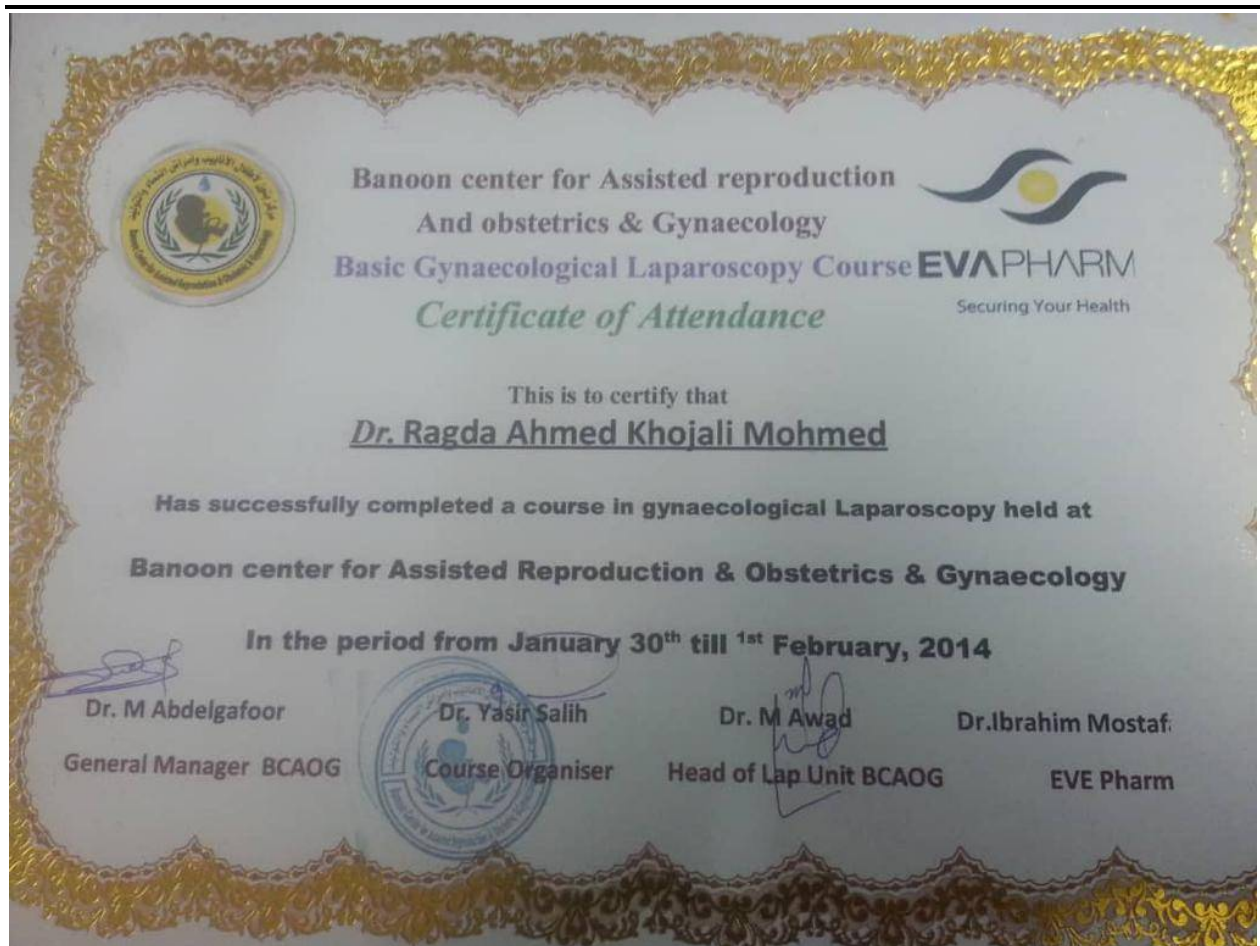 Banoon center for Assisted reproduction
And obstetrics & Gynaecology
Basic Gynaecological Laparoscopy Course
EVAPHARM
Securing Your Health
Certificate of Attendance
This is to certify that
Dr. Ragda Ahmed Khojali Mohmed
Has successfully completed a course in gynaecological Laparoscopy held at
Banoon center for Assisted Reproduction & Obstetrics & Gynaecology
In the period from January 30th till 1st February, 2014
Dr. M Abdelgafoor
Dr. Yasir Salih
Dr. M Awad
Dr.Ibrahim Mostaf
General Manager BCAOG
Course Organiser
Head of Lap Unit BCAOG
EVE Pharm